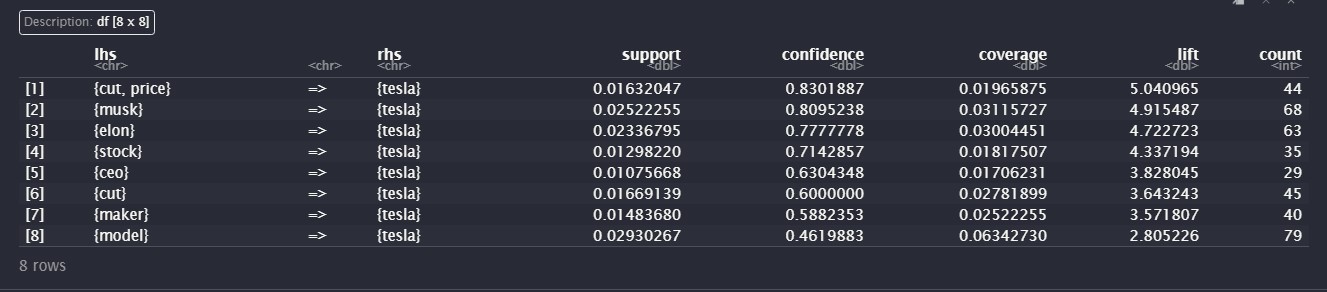 Description: df [8 x 8]
lhs rhs support confidence coverage lift count
<chr> <chr> <chr> <dbl> <dbl> <dbl> <dbl> <int>
[1] {cut, price} => {tesla} 0.01632047 0.8301887 0.01965875 5.040965 44
[2] {musk} => {tesla} 0.02522255 0.8095238 0.03115727 4.915487 68
[3] {elon} => {tesla} 0.02336795 0.7777778 0.03004451 4.722723 63
[4] {stock} => {tesla} 0.01298220 0.7142857 0.01817507 4.337194 35
[5] {ceo} => {tesla} 0.01075668 0.6304348 0.01706231 3.828045 29
[6] {cut} => {tesla} 0.01669139 0.6000000 0.02781899 3.643243 45
[7] {maker} => {tesla} 0.01483680 0.5882353 0.02522255 3.571807 40
[8] {model} => {tesla} 0.02930267 0.4619883 0.06342730 2.805226 79
8 rows